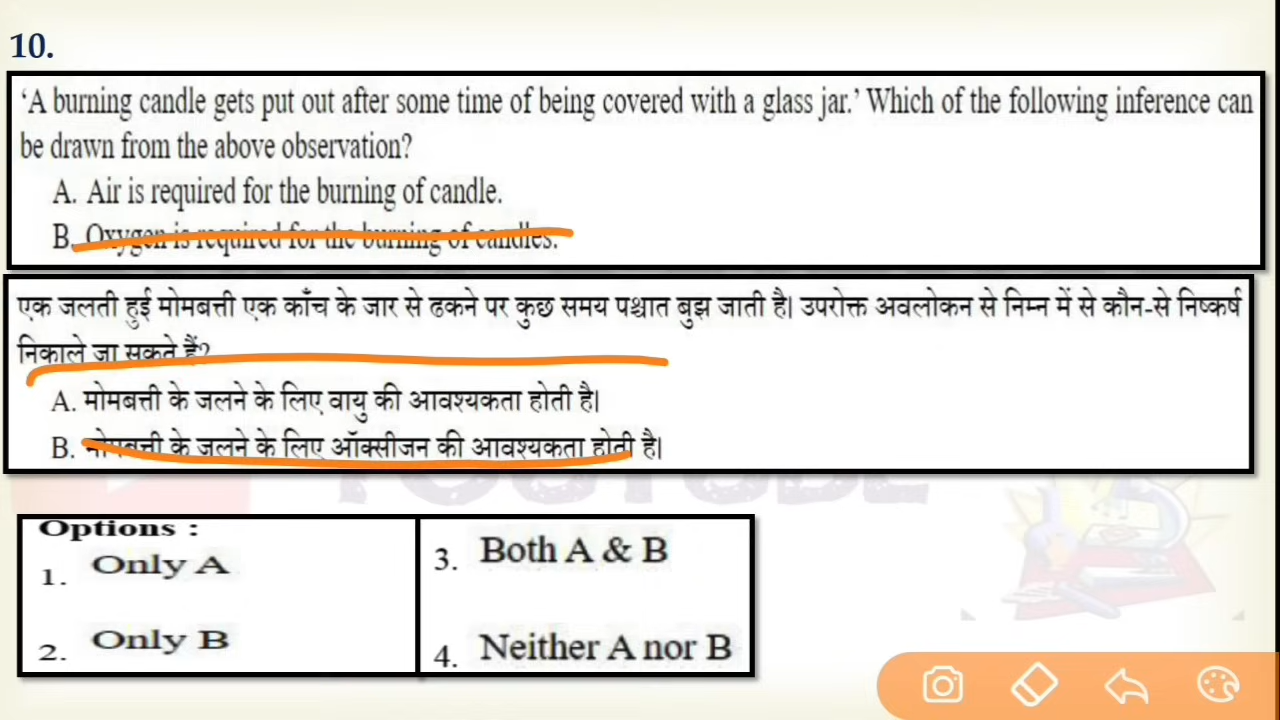 10.
‘A burning candle gets put out after some time of being covered with a glass jar.’ Which of the following inference can
be drawn from the above observation?
A. Air is required for the burning of candle.
B. Oxygen is required for the burning of candles.
एक जलती हुई मोमबत्ती एक काँच के जार से ढकने पर कुछ समय पश्चात बुझ जाती है। उपरोक्त अवलोकन से निम्न में से कौन-से निष्कर्ष
निकाले जा सकते हैं?
A. मोमबत्ती के जलने के लिए वायु की आवश्यकता होती है।
B. मोमबत्ती के जलने के लिए ऑक्सीजन की आवश्यकता होती है।
YOUTUBE
Options :
1. Only A
2. Only B
3. Both A & B
4. Neither A nor B